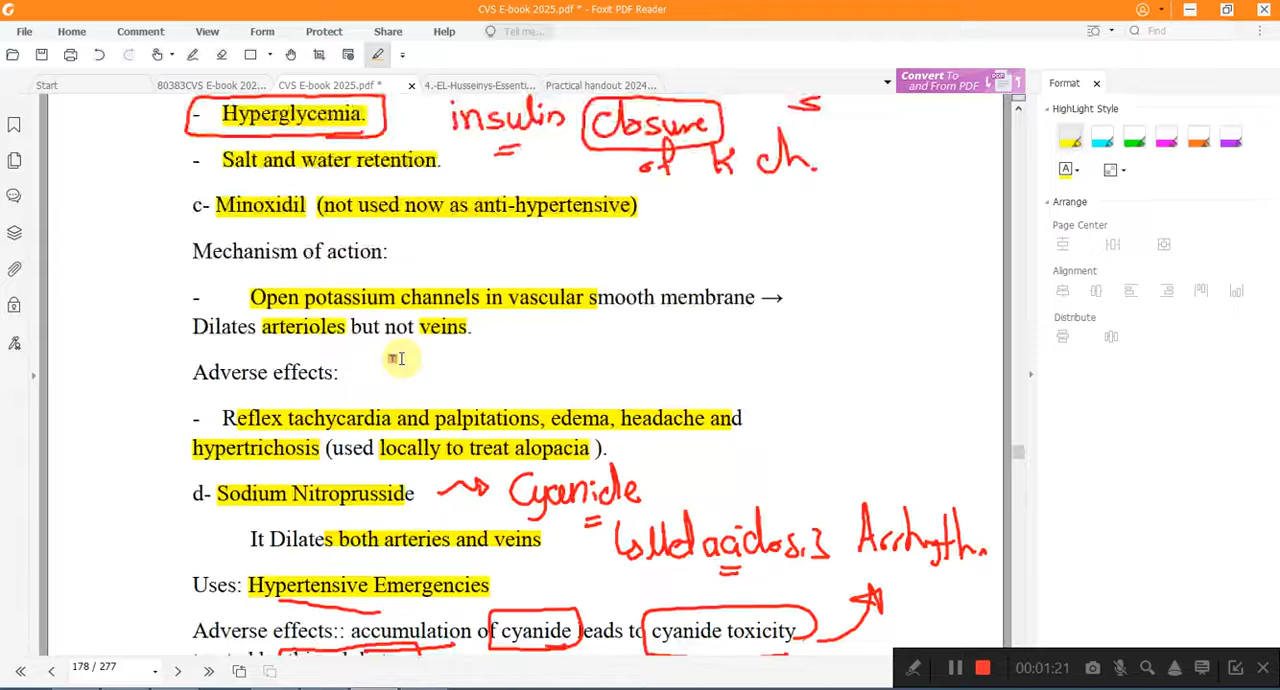 CVS E-book 2025.pdf * - Foxit PDF Reader
File Home Comment View Form Protect Share Help Tell me... Find
Start 80383CVS E-book 202... CVS E-book 2025.pdf * 4.-EL-Husseinys-Essenti... Practical handout 2024... Convert To and From PDF PDF
- Hyperglycemia. insulin closure of K ch.
- Salt and water retention.
c- Minoxidil (not used now as anti-hypertensive)
Mechanism of action:
- Open potassium channels in vascular smooth membrane →
Dilates arterioles but not veins.
Adverse effects:
- Reflex tachycardia and palpitations, edema, headache and
hypertrichosis (used locally to treat alopacia ).
d- Sodium Nitroprusside Cyanide
acidosis Arrhyth.
It Dilates both arteries and veins
Uses: Hypertensive Emergencies
Adverse effects:: accumulation of cyanide leads to cyanide toxicity
Format
HighLight Style
A
Arrange
Page Center
Alignment
Distribute
178 / 277
00:01:21